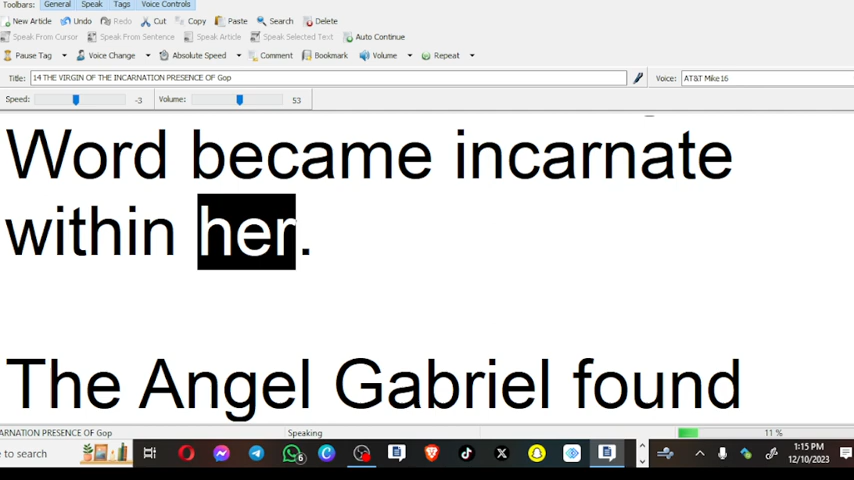 Toolbars: General Speak Tags Voice Controls
New Article Undo Redo Cut Copy Paste Search Delete
Speak From Cursor Speak From Sentence Speak Article Speak Selected Text Auto Continue
Pause Tag Voice Change Absolute Speed Comment Bookmark Volume Repeat
Title: 14 THE VIRGIN OF THE INCARNATION PRESENCE OF Gop Voice: AT&T Mike16
Speed: -3 Volume: 53
Word became incarnate
within her.
The Angel Gabriel found
ARNATION PRESENCE OF Gop Speaking 11 %
e to search 6 1:15 PM
12/10/2023